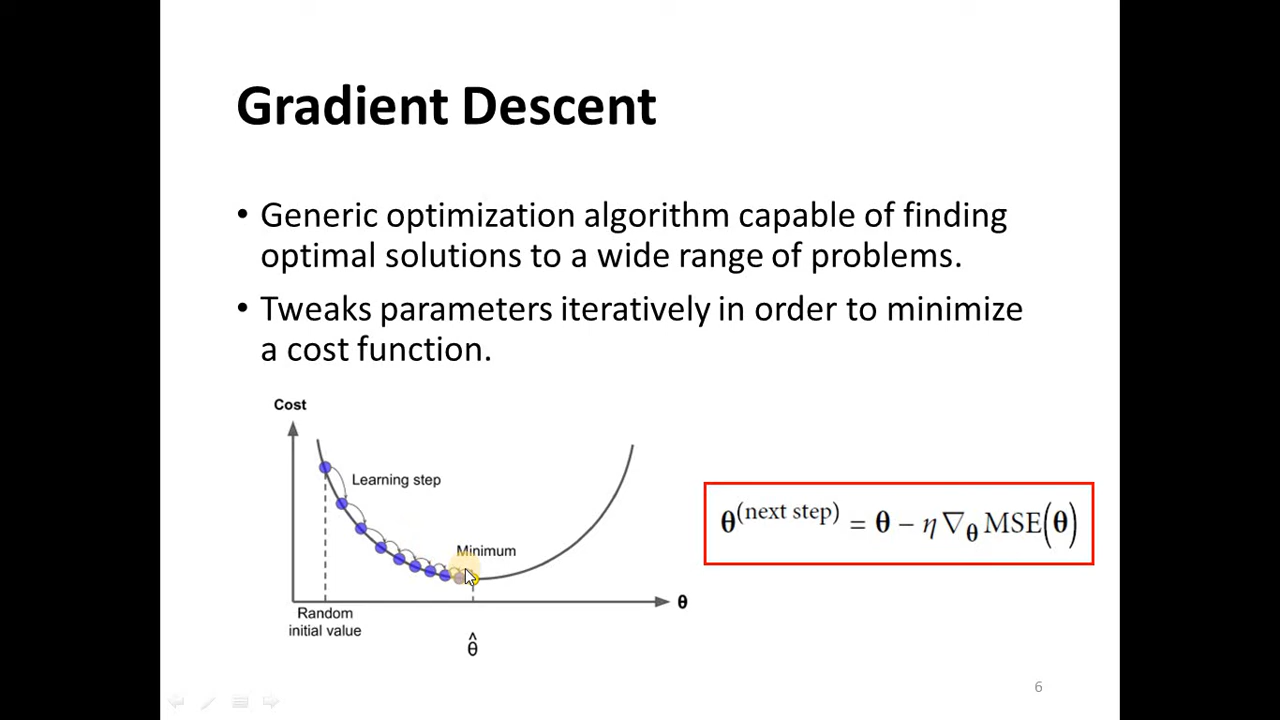 Gradient Descent
• Generic optimization algorithm capable of finding
optimal solutions to a wide range of problems.
• Tweaks parameters iteratively in order to minimize
a cost function.
Cost
Learning step
Minimum
θ
Random
initial value
θ̂
θ(next step) = θ − η ∇θ MSE(θ)
6